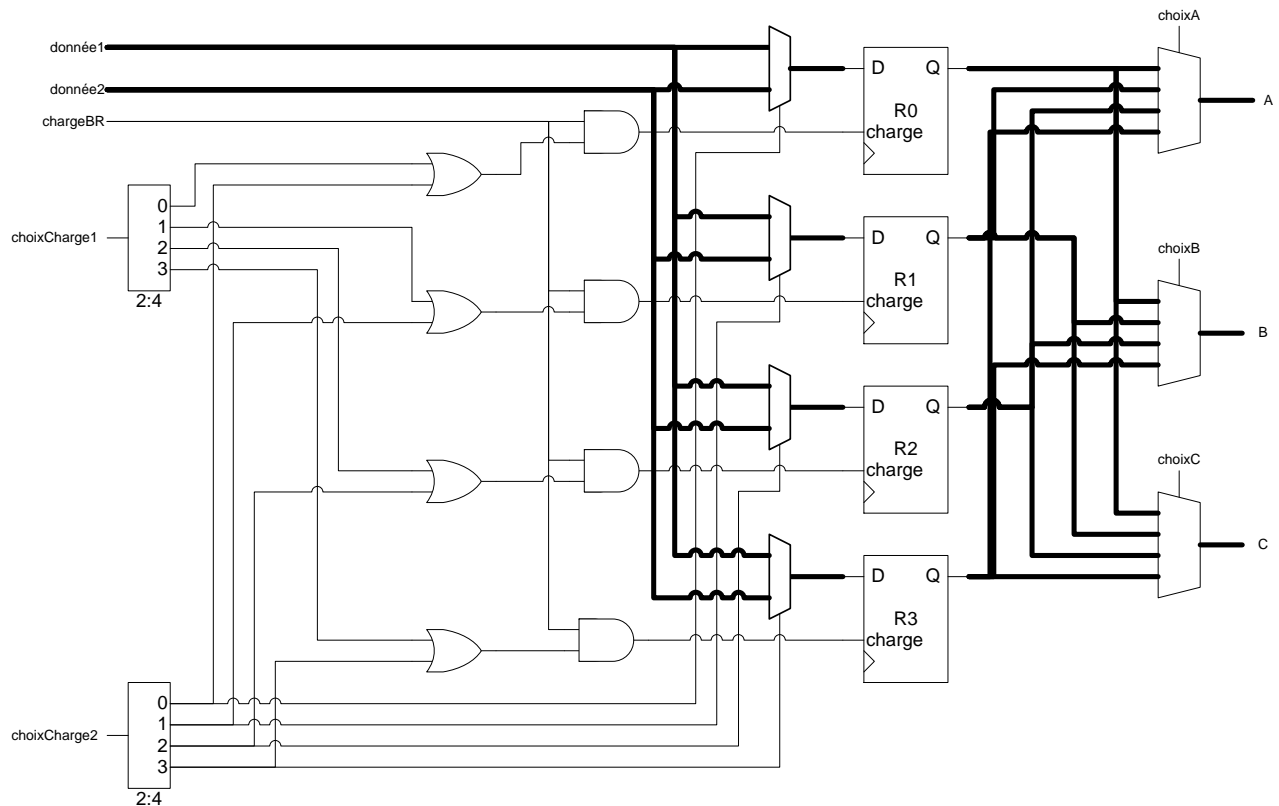 choixA
donnée1
D Q
A
donnée2
R0
chargeBR
charge
0
1
choixCharge1
2
3
2:4
D Q
choixB
R1
charge
B
D Q
R2
choixC
charge
C
D Q
R3
charge
0
1
choixCharge2
2
3
2:4